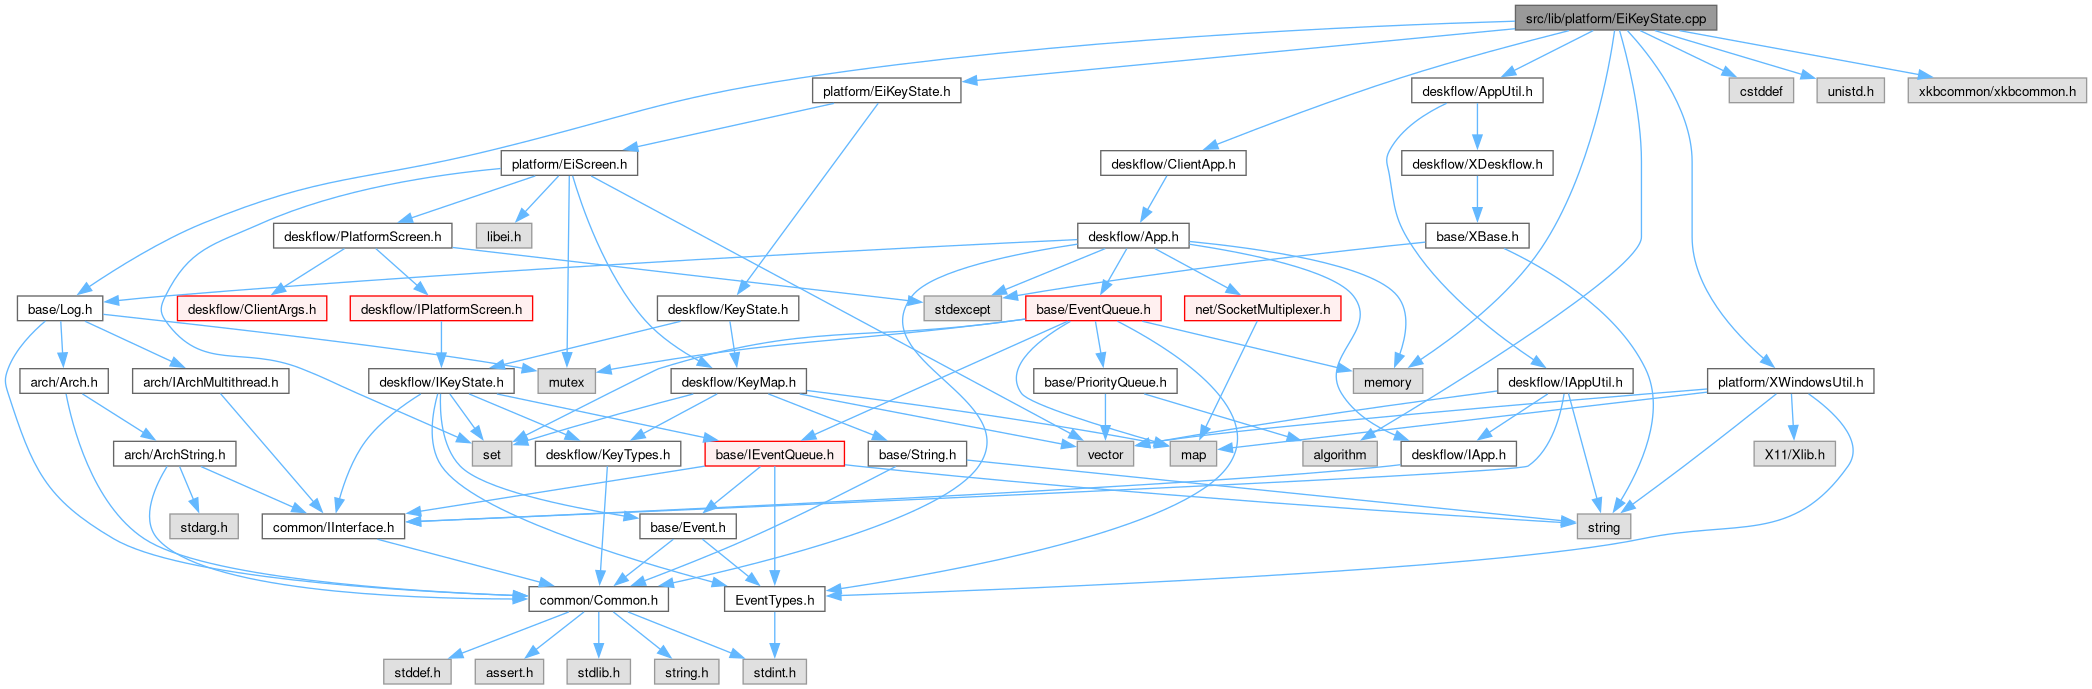 src/lib/platform/EiKeyState.cpp
platform/EiKeyState.h
deskflow/AppUtil.h
cstddef
unistd.h
xkbcommon/xkbcommon.h
platform/EiScreen.h
deskflow/ClientApp.h
deskflow/XDeskflow.h
deskflow/PlatformScreen.h
libei.h
deskflow/App.h
base/XBase.h
base/Log.h
deskflow/ClientArgs.h
deskflow/IPlatformScreen.h
deskflow/KeyState.h
stdexcept
base/EventQueue.h
net/SocketMultiplexer.h
arch/Arch.h
arch/IArchMultithread.h
deskflow/IKeyState.h
mutex
deskflow/KeyMap.h
base/PriorityQueue.h
memory
deskflow/IAppUtil.h
platform/XWindowsUtil.h
arch/ArchString.h
set
deskflow/KeyTypes.h
base/IEventQueue.h
base/String.h
vector
map
algorithm
deskflow/IApp.h
X11/Xlib.h
stdarg.h
common/IInterface.h
base/Event.h
string
common/Common.h
EventTypes.h
stddef.h
assert.h
stdlib.h
string.h
stdint.h